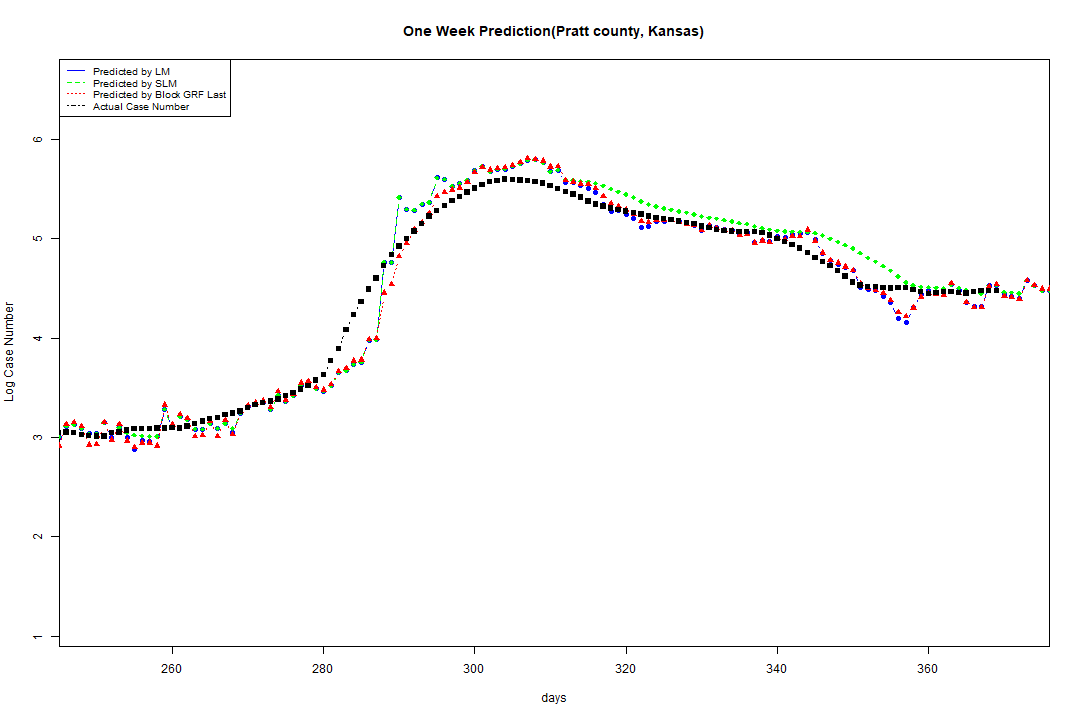 One Week Prediction(Pratt county, Kansas)
Predicted by LM
Predicted by SLM
Predicted by Block GRF Last
Actual Case Number
Log Case Number
6
5
4
3
2
1
260 280 300 320 340 360
days